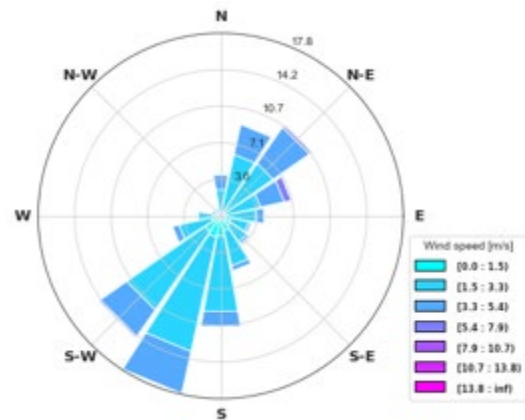 N
17.8
N-W
14.2
N-E
10.7
7.1
3.6
W
E
Wind speed [m/s]
[0.0 : 1.5)
[1.5 : 3.3)
[3.3 : 5.4)
[5.4 : 7.9)
[7.9 : 10.7)
[10.7 : 13.8)
[13.8 : inf)
S-W
S-E
S